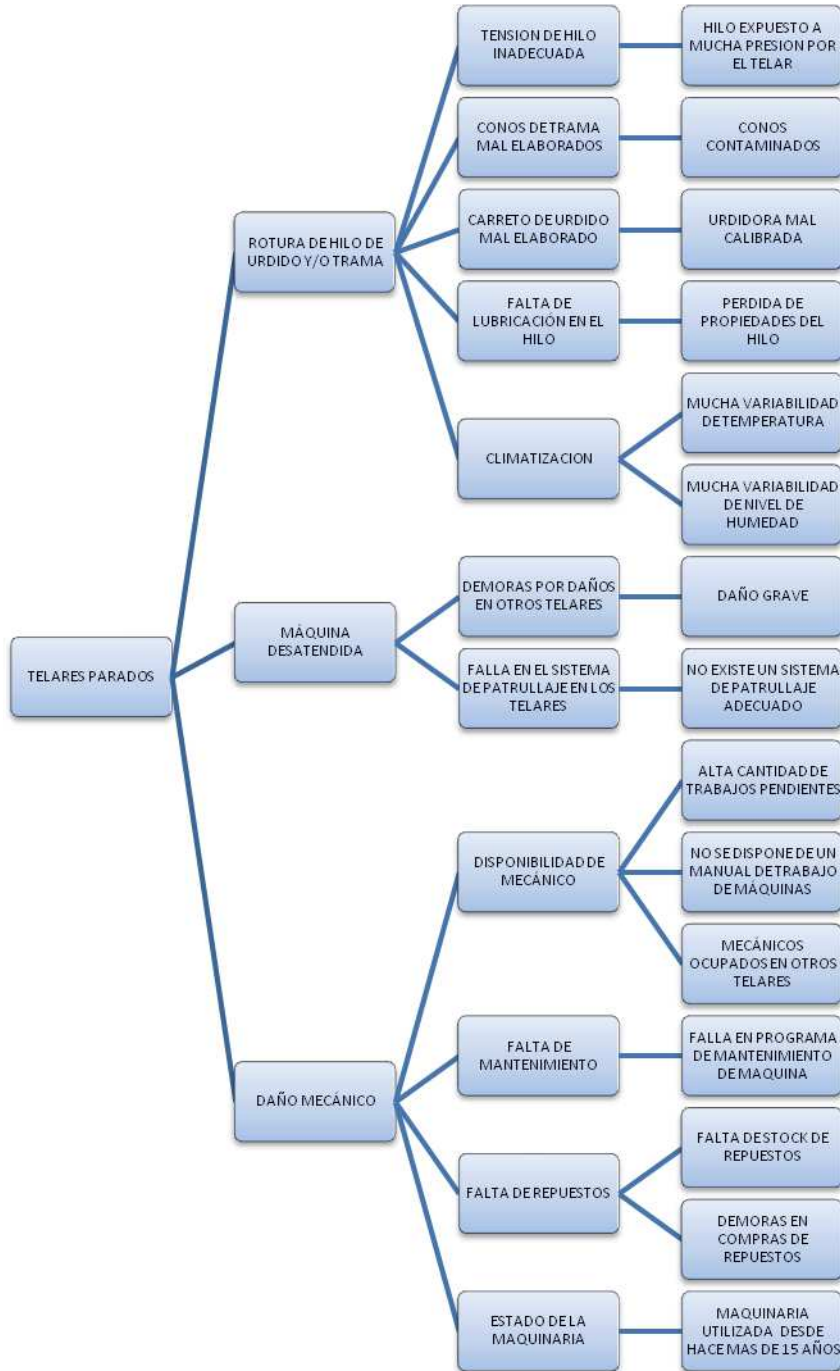 TENSION DE HILO
INADECUADA
HILO EXPUESTO A
MUCHA PRESION POR
EL TELAR
CONOS DE TRAMA
MAL ELABORADOS
CONOS
CONTAMINADOS
ROTURA DE HILO DE
URDIDO Y/O TRAMA
CARRETO DE URDIDO
MAL ELABORADO
URDIDORA MAL
CALIBRADA
FALTA DE
LUBRICACIÓN EN EL
HILO
PERDIDA DE
PROPIEDADES DEL
HILO
CLIMATIZACION
MUCHA VARIABILIDAD
DE TEMPERATURA
MUCHA VARIABILIDAD
DE NIVEL DE
HUMEDAD
TELARES PARADOS
MÁQUINA
DESATENDIDA
DEMORAS POR DAÑOS
EN OTROS TELARES
DAÑO GRAVE
FALLA EN EL SISTEMA
DE PATRULLAJE EN LOS
TELARES
NO EXISTE UN SISTEMA
DE PATRULLAJE
ADECUADO
DAÑO MECÁNICO
DISPONIBILIDAD DE
MECÁNICO
ALTA CANTIDAD DE
TRABAJOS PENDIENTES
NO SE DISPONE DE UN
MANUAL DE TRABAJO
DE MÁQUINAS
MECÁNICOS
OCUPADOS EN OTROS
TELARES
FALTA DE
MANTENIMIENTO
FALLA EN PROGRAMA
DE MANTENIMIENTO
DE MAQUINA
FALTA DE REPUESTOS
FALTA DE STOCK DE
REPUESTOS
DEMORAS EN
COMPRAS DE
REPUESTOS
ESTADO DE LA
MAQUINARIA
MAQUINARIA
UTILIZADA DESDE
HACE MAS DE 15 AÑOS